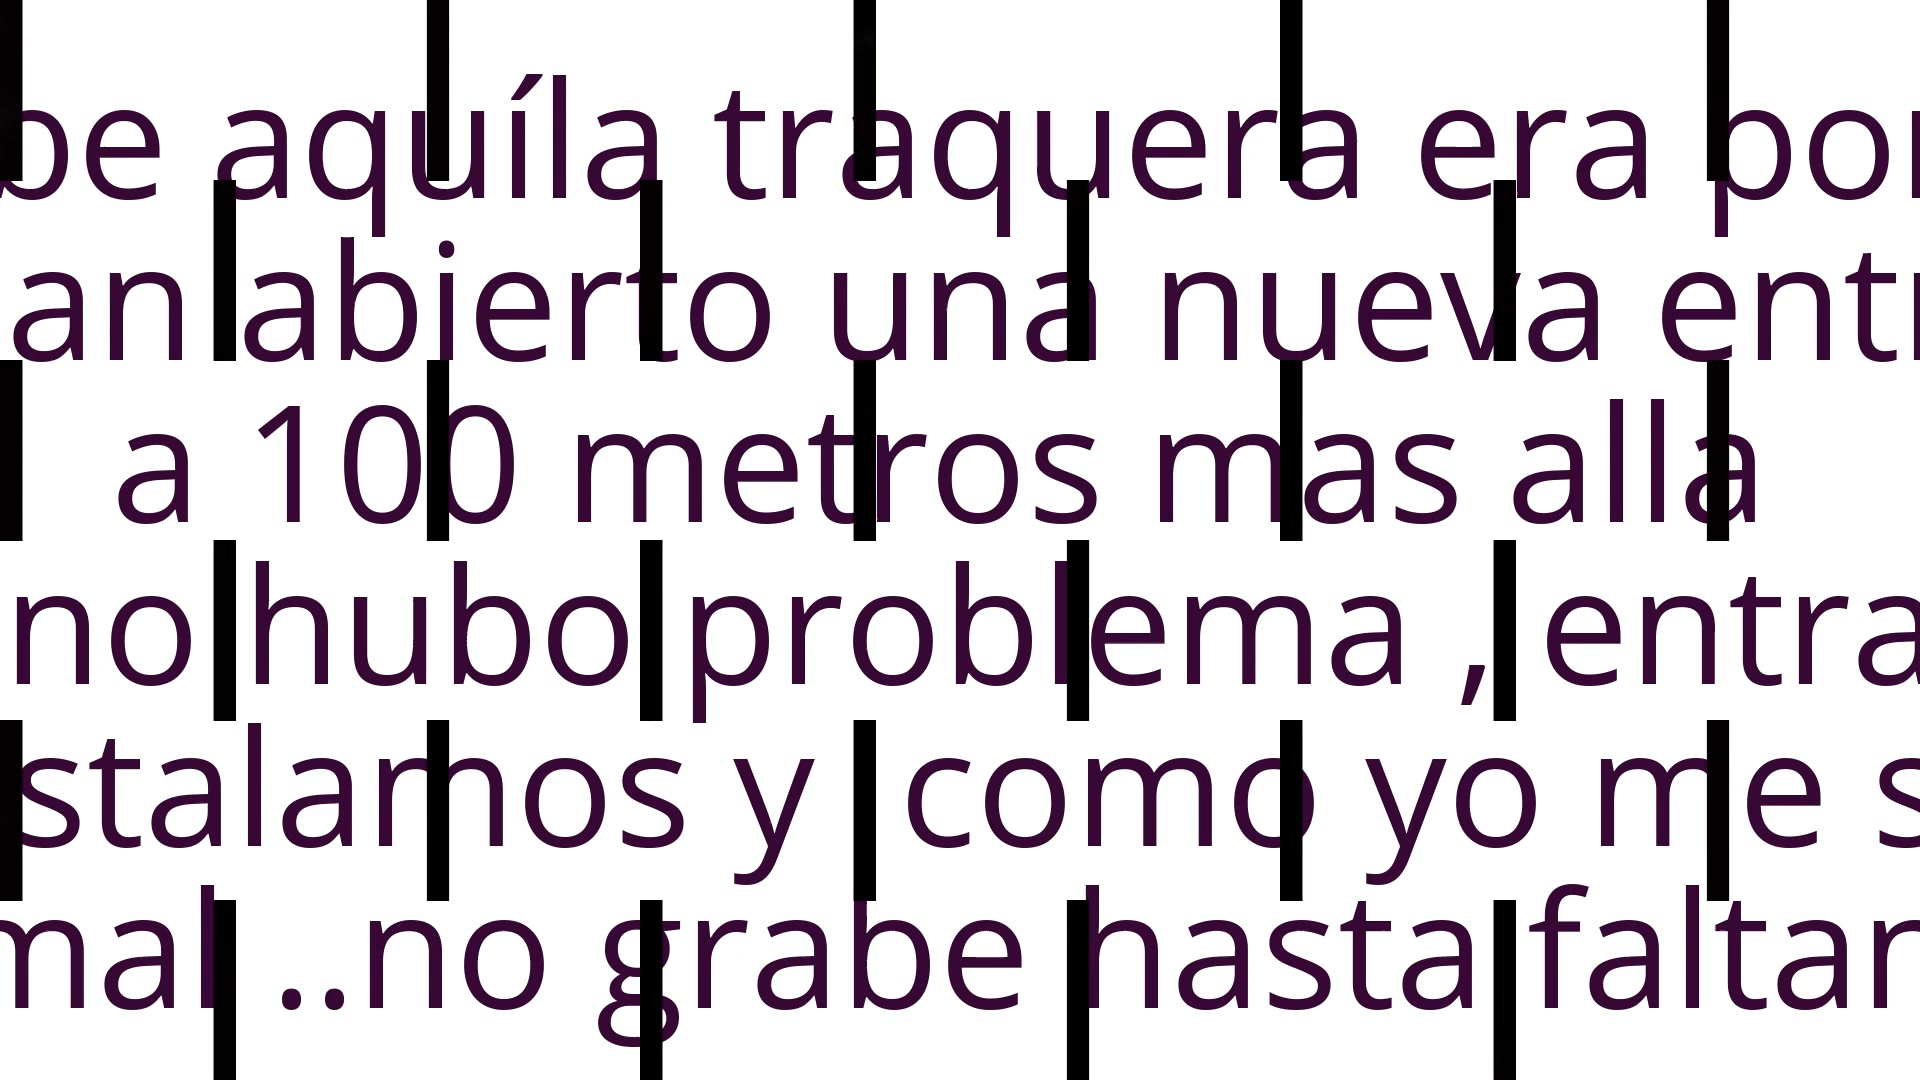 be aquíla traquera era por
an abierto una nueva entr
a 100 metros mas alla
no hubo problema , entra
stalamos y como yo me s
mal ..no grabe hasta faltan